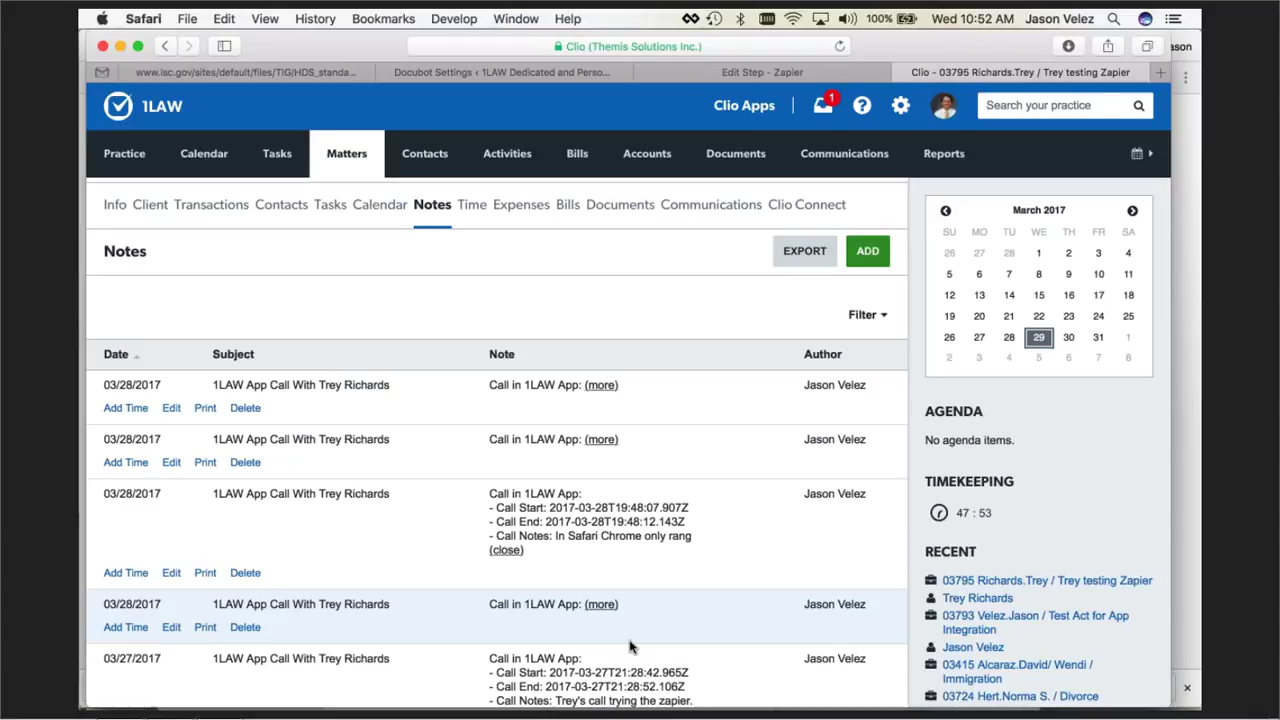 Safari File Edit View History Bookmarks Develop Window Help 100% Wed 10:52 AM Jason Velez
Clio (Themis Solutions Inc.)
ason
www.lsc.gov/sites/default/files/TIG/HDS_standa... Docubot Settings ‹ 1LAW Dedicated and Perso... Edit Step - Zapier Clio - 03795 Richards.Trey / Trey testing Zapier
1LAW Clio Apps 1 Search your practice
Practice Calendar Tasks Matters Contacts Activities Bills Accounts Documents Communications Reports
Info Client Transactions Contacts Tasks Calendar Notes Time Expenses Bills Documents Communications Clio Connect
Notes EXPORT ADD
Filter
Date Subject Note Author
03/28/2017 1LAW App Call With Trey Richards Call in 1LAW App: (more) Jason Velez
Add Time Edit Print Delete
03/28/2017 1LAW App Call With Trey Richards Call in 1LAW App: (more) Jason Velez
Add Time Edit Print Delete
03/28/2017 1LAW App Call With Trey Richards Call in 1LAW App: Jason Velez
- Call Start: 2017-03-28T19:48:07.907Z
- Call End: 2017-03-28T19:48:12.143Z
- Call Notes: In Safari Chrome only rang
(close)
Add Time Edit Print Delete
03/28/2017 1LAW App Call With Trey Richards Call in 1LAW App: (more) Jason Velez
Add Time Edit Print Delete
03/27/2017 1LAW App Call With Trey Richards Call in 1LAW App: Jason Velez
- Call Start: 2017-03-27T21:28:42.965Z
- Call End: 2017-03-27T21:28:52.106Z
- Call Notes: Trey's call trying the zapier.
March 2017
SU MO TU WE TH FR SA
26 27 28 1 2 3 4
5 6 7 8 9 10 11
12 13 14 15 16 17 18
19 20 21 22 23 24 25
26 27 28 29 30 31 1
2 3 4 5 6 7 8
AGENDA
No agenda items.
TIMEKEEPING
47 : 53
RECENT
03795 Richards.Trey / Trey testing Zapier
Trey Richards
03793 Velez.Jason / Test Act for App
Integration
Jason Velez
03415 Alcaraz.David/ Wendi /
Immigration
03724 Hert.Norma S. / Divorce